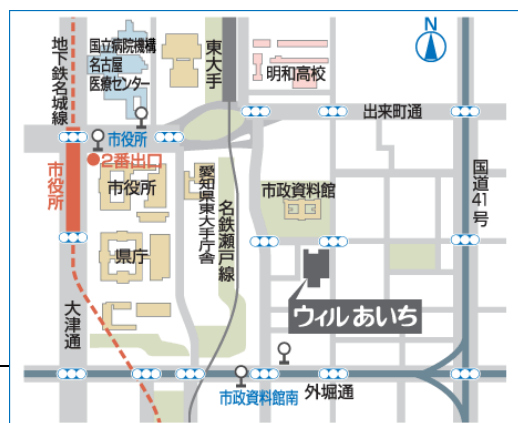 N
地下鉄名城線
国立病院機構
名古屋
医療センター
東大手
明和高校
出来町通
市役所
2番出口
市役所
市役所
愛知県東大手庁舎
名鉄瀬戸線
市政資料館
国道41号
県庁
ウィルあいち
大津通
市政資料館南
外堀通